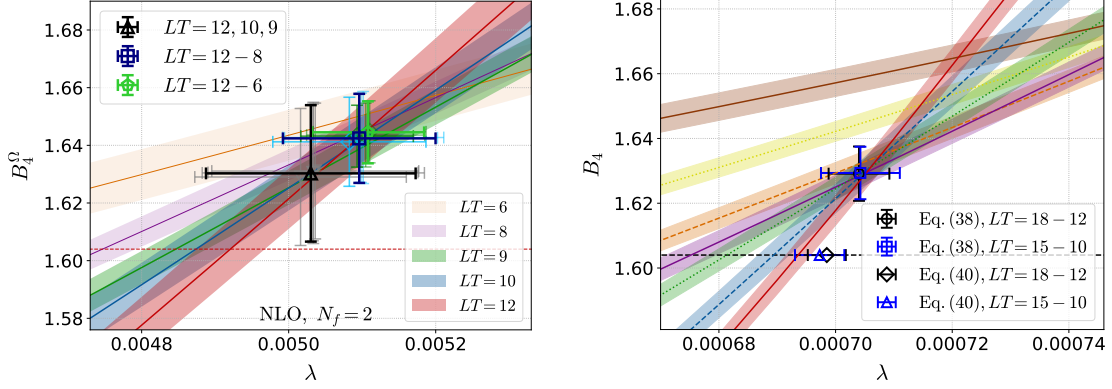 1.68
1.66
1.64
1.62
1.60
1.58
B₄^Ω
LT = 12, 10, 9
LT = 12 − 8
LT = 12 − 6
LT = 6
LT = 8
LT = 9
LT = 10
LT = 12
NLO, N_f = 2
0.0048
0.0050
0.0052
λ
1.68
1.66
1.64
1.62
1.60
B₄
Eq. (38), LT = 18 − 12
Eq. (38), LT = 15 − 10
Eq. (40), LT = 18 − 12
Eq. (40), LT = 15 − 10
0.00068
0.00070
0.00072
0.00074
λ